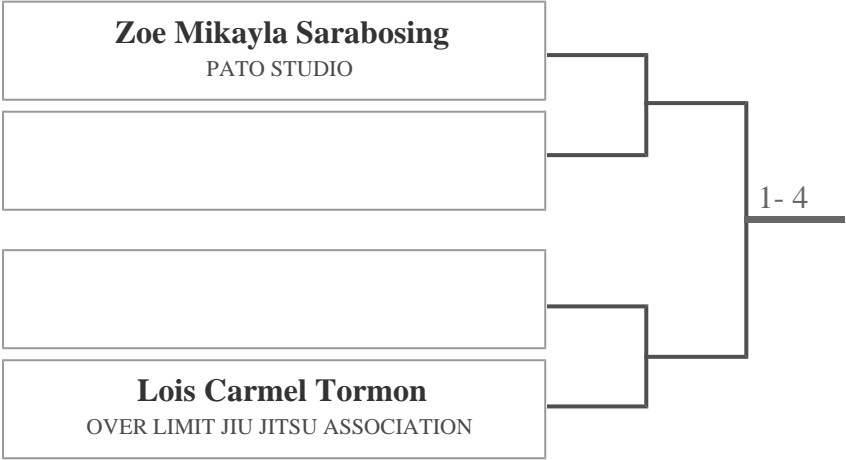 Zoe Mikayla Sarabosing
PATO STUDIO
1- 4
Lois Carmel Tormon
OVER LIMIT JIU JITSU ASSOCIATION